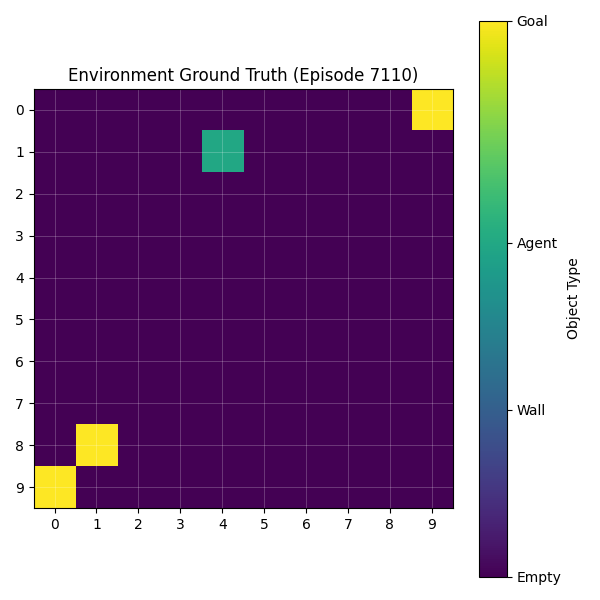 Environment Ground Truth (Episode 7110)
Goal
0
1
2
3
4
5
6
7
8
9
0 1 2 3 4 5 6 7 8 9
Agent
Wall
Empty
Object Type